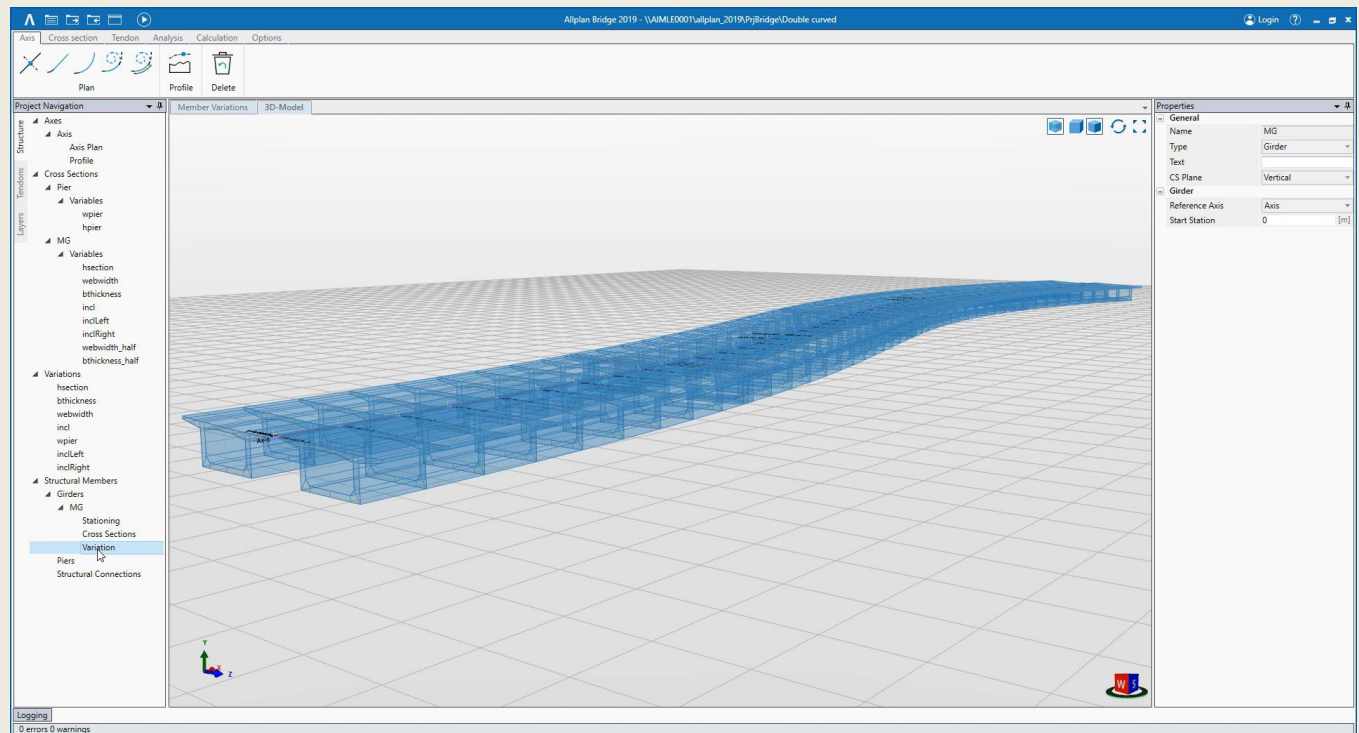 Allplan Bridge 2019 - \\AIMLE0001\allplan_2019\PrjBridge\Double curved
Login
Axis Cross section Tendon Analysis Calculation Options
Plan Profile Delete
Project Navigation
Structure
Tendons
Layers
Axes
Axis
Axis Plan
Profile
Cross Sections
Pier
Variables
wpier
hpier
MG
Variables
hsection
webwidth
bthickness
incl
inclLeft
inclRight
webwidth_half
bthickness_half
Variations
hsection
bthickness
webwidth
incl
wpier
inclLeft
inclRight
Structural Members
Girders
MG
Stationing
Cross Sections
Variation
Piers
Structural Connections
Member Variations 3D-Model
Axis
Y
X
Z
W S
Properties
General
Name MG
Type Girder
Text
CS Plane Vertical
Girder
Reference Axis Axis
Start Station 0 [m]
Logging
0 errors 0 warnings